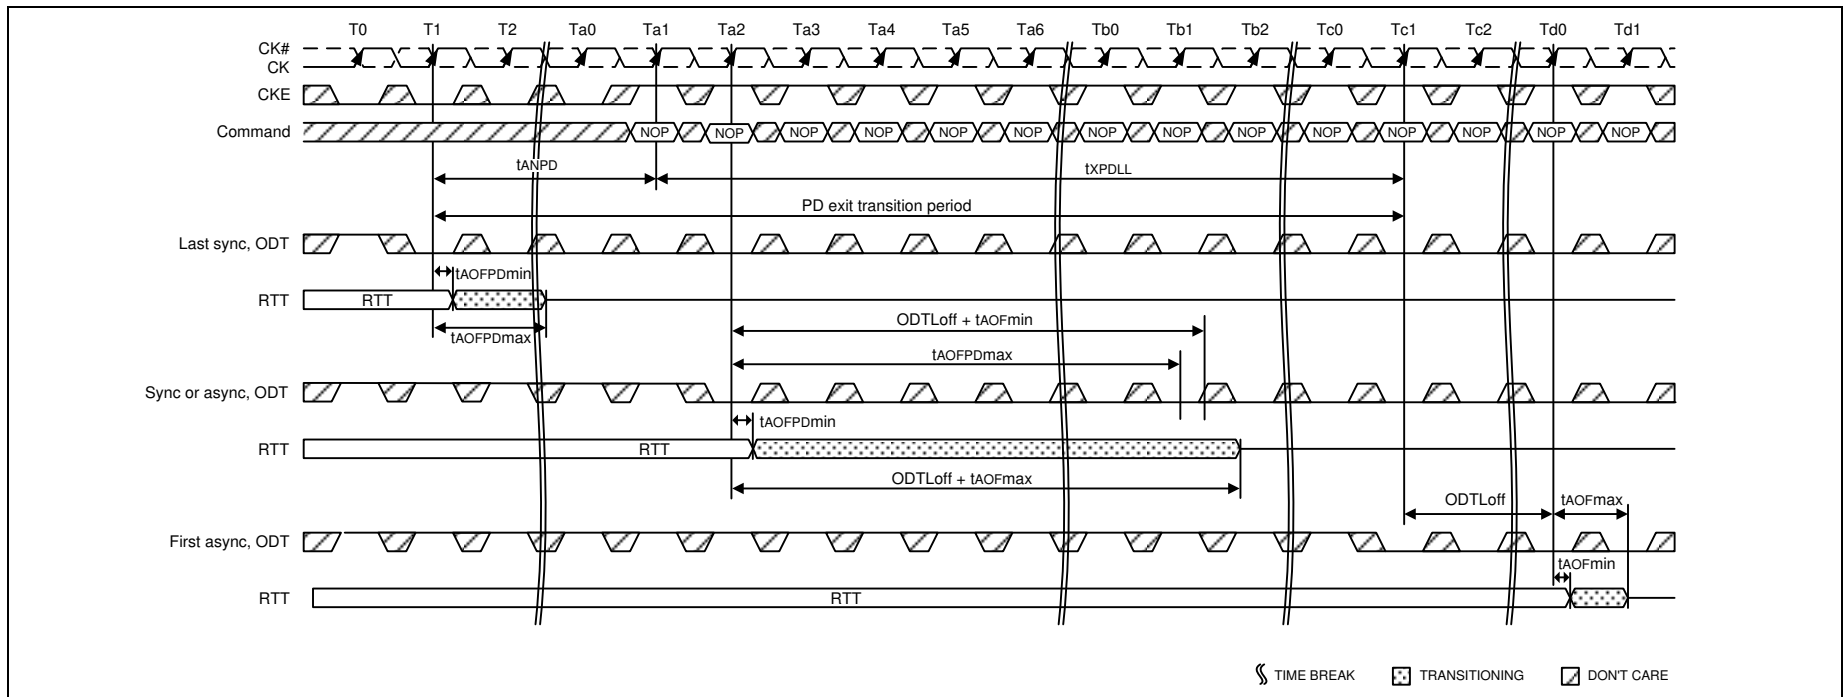 T0 T1 T2 Ta0 Ta1 Ta2 Ta3 Ta4 Ta5 Ta6 Tb0 Tb1 Tb2 Tc0 Tc1 Tc2 Td0 Td1
CK#
CK
CKE
Command NOP NOP NOP NOP NOP NOP NOP NOP NOP NOP NOP NOP NOP NOP
tANPD tXPDLL
PD exit transition period
Last sync, ODT
tAOFPDmin
RTT RTT
tAOFPDmax
ODTLoff + tAOFmin
tAOFPDmax
Sync or async, ODT
tAOFPDmin
RTT RTT
ODTLoff + tAOFmax
ODTLoff tAOFmax
First async, ODT
tAOFmin
RTT RTT
TIME BREAK TRANSITIONING DON'T CARE